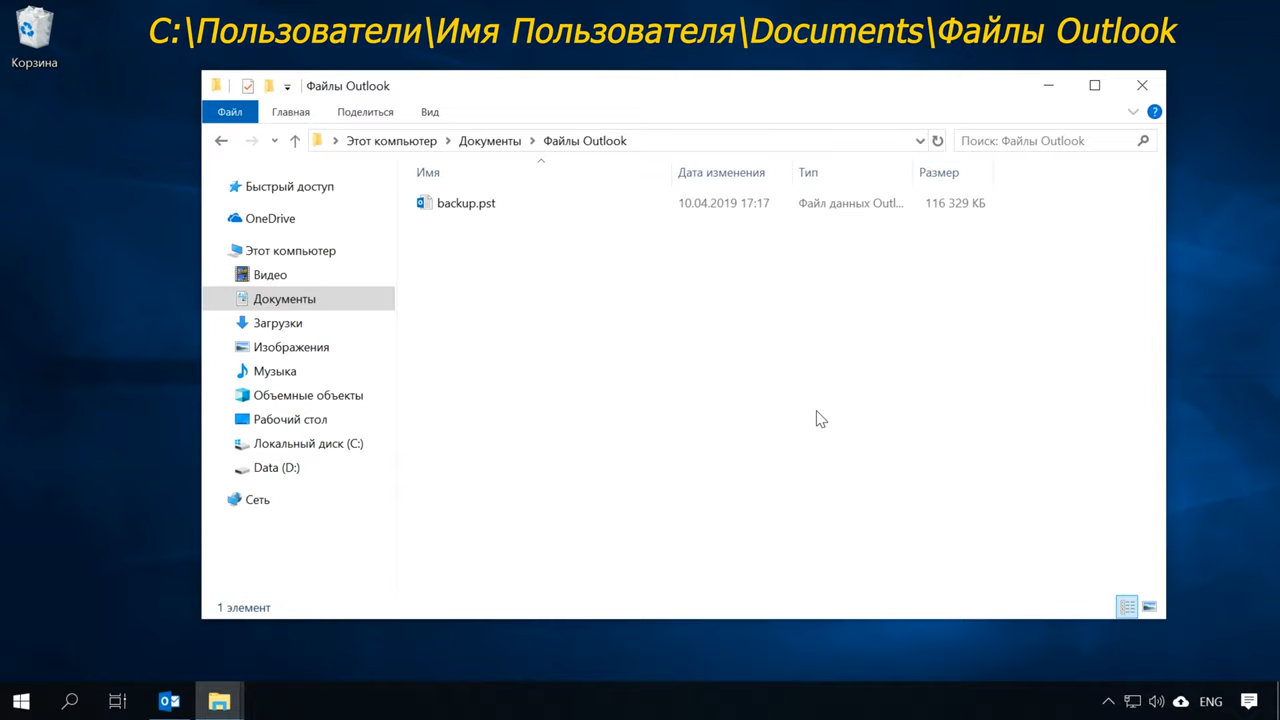 C:\Пользователи\Имя Пользователя\Documents\Файлы Outlook
Корзина
Файлы Outlook
Файл Главная Поделиться Вид
Этот компьютер Документы Файлы Outlook Поиск: Файлы Outlook
Имя Дата изменения Тип Размер
backup.pst 10.04.2019 17:17 Файл данных Outl... 116 329 КБ
Быстрый доступ
OneDrive
Этот компьютер
Видео
Документы
Загрузки
Изображения
Музыка
Объемные объекты
Рабочий стол
Локальный диск (C:)
Data (D:)
Сеть
1 элемент
ENG